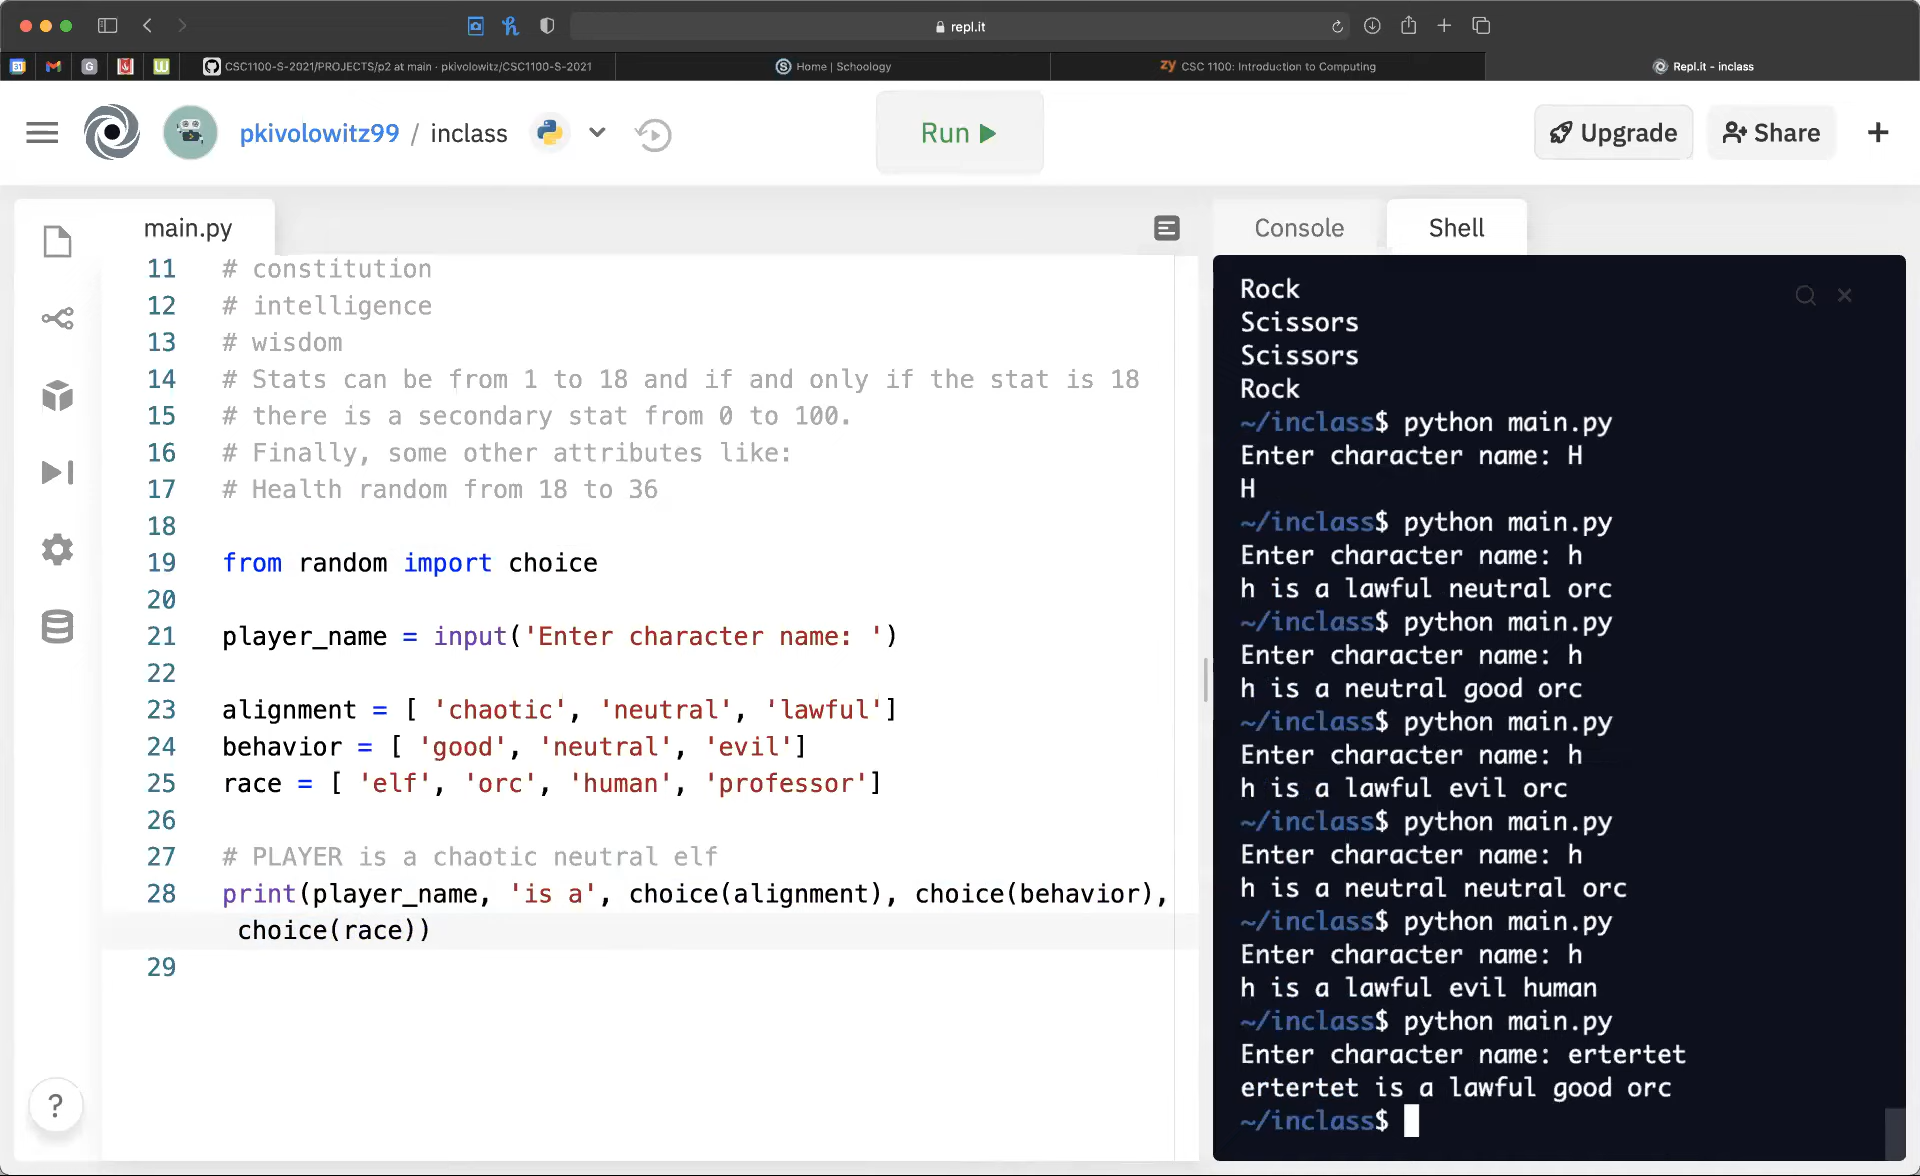 repl.it
31
G
W
CSC1100-S-2021/PROJECTS/p2 at main · pkivolowitz/CSC1100-S-2021
S Home | Schoology
zy CSC 1100: Introduction to Computing
Repl.it - inclass
pkivolowitz99 / inclass
Run
Upgrade
Share
+
main.py
Console
Shell
11 # constitution
12 # intelligence
13 # wisdom
14 # Stats can be from 1 to 18 and if and only if the stat is 18
15 # there is a secondary stat from 0 to 100.
16 # Finally, some other attributes like:
17 # Health random from 18 to 36
18
19 from random import choice
20
21 player_name = input('Enter character name: ')
22
23 alignment = [ 'chaotic', 'neutral', 'lawful']
24 behavior = [ 'good', 'neutral', 'evil']
25 race = [ 'elf', 'orc', 'human', 'professor']
26
27 # PLAYER is a chaotic neutral elf
28 print(player_name, 'is a', choice(alignment), choice(behavior),
choice(race))
29
?
Rock
Scissors
Scissors
Rock
~/inclass$ python main.py
Enter character name: H
H
~/inclass$ python main.py
Enter character name: h
h is a lawful neutral orc
~/inclass$ python main.py
Enter character name: h
h is a neutral good orc
~/inclass$ python main.py
Enter character name: h
h is a lawful evil orc
~/inclass$ python main.py
Enter character name: h
h is a neutral neutral orc
~/inclass$ python main.py
Enter character name: h
h is a lawful evil human
~/inclass$ python main.py
Enter character name: ertertet
ertertet is a lawful good orc
~/inclass$